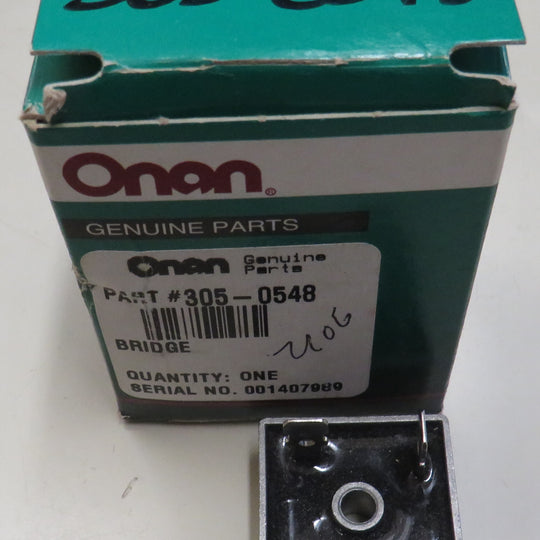 Onan®
GENUINE PARTS
Onan Genuine Parts
PART #305-0548
BRIDGE
QUANTITY: ONE
SERIAL NO. 001407989